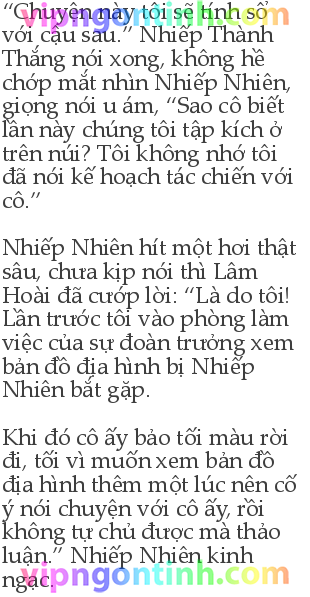 vipngontinh.com
“Chuyện này tôi sẽ tính sổ
với cậu sau.” Nhiếp Thành
Thắng nói xong, không hề
chớp mắt nhìn Nhiếp Nhiên,
giọng nói u ám, “Sao cô biết
lần này chúng tôi tập kích ở
trên núi? Tôi không nhớ tôi
đã nói kế hoạch tác chiến với
cô.”
Nhiếp Nhiên hít một hơi thật
sâu, chưa kịp nói thì Lâm
Hoài đã cướp lời: “Là do tôi!
Lần trước tôi vào phòng làm
việc của sư đoàn trưởng xem
bản đồ địa hình bị Nhiếp
Nhiên bắt gặp.
Khi đó cô ấy bảo tối màu rời
đi, tối vì muốn xem bản đồ
địa hình thêm một lúc nên cố
ý nói chuyện với cô ấy, rồi
không tự chủ được mà thảo
luận.” Nhiếp Nhiên kinh
ngạc.
vipngontinh.com